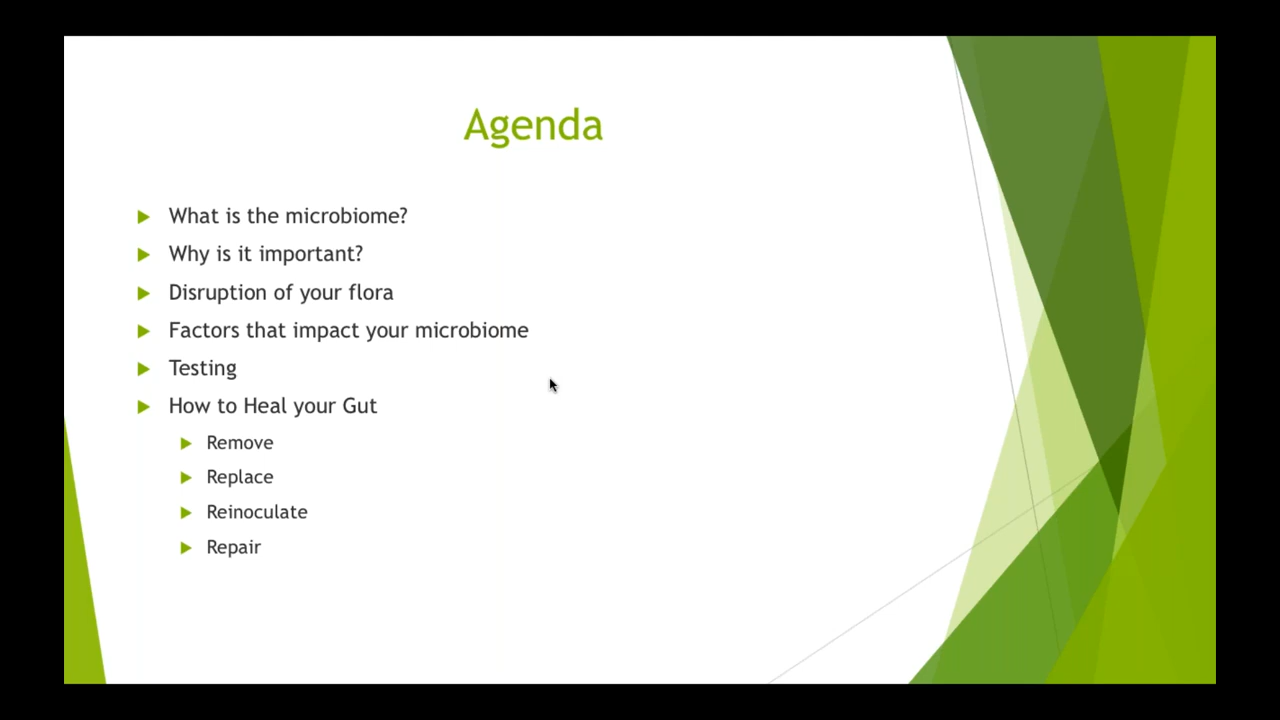 Agenda
What is the microbiome?
Why is it important?
Disruption of your flora
Factors that impact your microbiome
Testing
How to Heal your Gut
Remove
Replace
Reinoculate
Repair